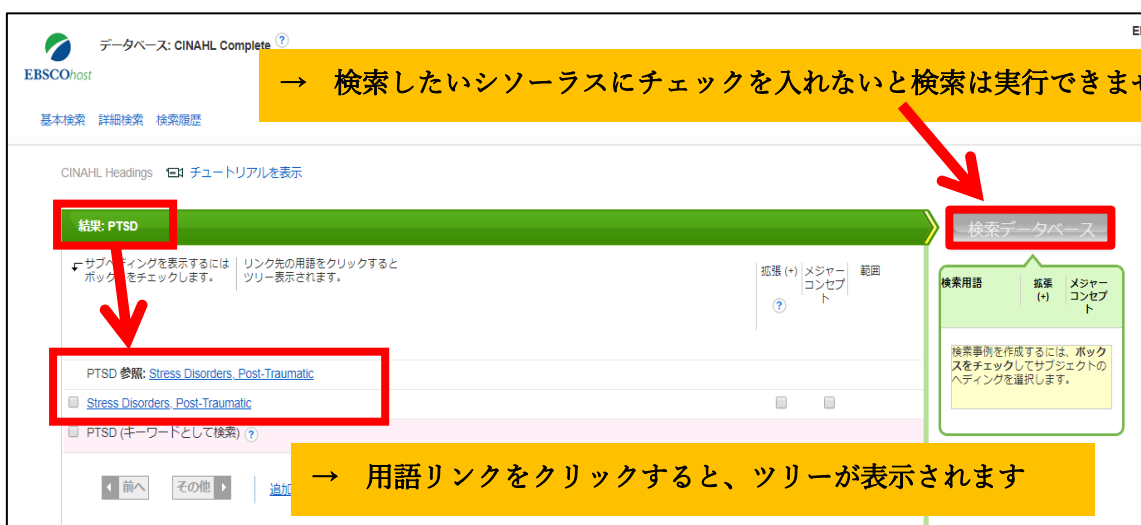 データベース: CINAHL Complete ?
EBSCOhost
→ 検索したいシソーラスにチェックを入れないと検索は実行できま
基本検索 詳細検索 検索履歴
CINAHL Headings チュートリアルを表示
結果: PTSD
検索データベース
サブヘディングを表示するには
ボックスをチェックします。
リンク先の用語をクリックすると
ツリー表示されます。
拡張 (+)
?
メジャー
コンセプ
ト
範囲
検索用語
拡張
(+)
メジャー
コンセプ
ト
検索事例を作成するには、ボック
スをチェックしてサブジェクトの
ヘディングを選択します。
PTSD 参照: Stress Disorders, Post-Traumatic
Stress Disorders, Post-Traumatic
PTSD (キーワードとして検索) ?
前へ その他 追加
→ 用語リンクをクリックすると、ツリーが表示されます